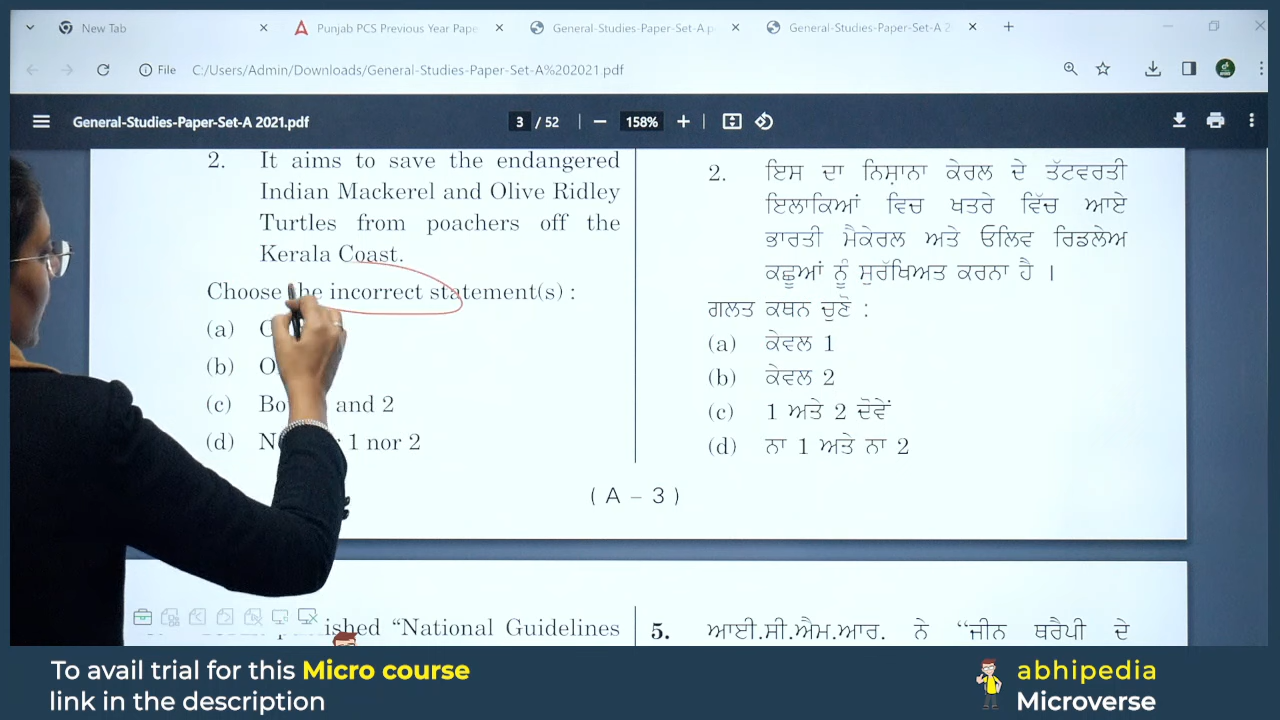 New Tab
Punjab PCS Previous Year Pape
General-Studies-Paper-Set-A.p
General-Studies-Paper-Set-A 2
File C:/Users/Admin/Downloads/General-Studies-Paper-Set-A%202021.pdf
General-Studies-Paper-Set-A 2021.pdf
3 / 52
158%
2. It aims to save the endangered
Indian Mackerel and Olive Ridley
Turtles from poachers off the
Kerala Coast.
Choose the incorrect statement(s) :
(a)
(b)
(c) and 2
(d) 1 nor 2
2. ਇਸ ਦਾ ਨਿਸ਼ਾਨਾ ਕੇਰਲ ਦੇ ਤੱਟਵਰਤੀ
ਇਲਾਕਿਆਂ ਵਿਚ ਖਤਰੇ ਵਿੱਚ ਆਏ
ਭਾਰਤੀ ਮੈਕੇਰਲ ਅਤੇ ਓਲਿਵ ਰਿਡਲੇਅ
ਕਛੂਆਂ ਨੂੰ ਸੁਰੱਖਿਅਤ ਕਰਨਾ ਹੈ ।
ਗਲਤ ਕਥਨ ਚੁਣੋ :
(a) ਕੇਵਲ 1
(b) ਕੇਵਲ 2
(c) 1 ਅਤੇ 2 ਦੋਵੇਂ
(d) ਨਾ 1 ਅਤੇ ਨਾ 2
( A – 3 )
“National Guidelines
5. ਆਈ.ਸੀ.ਐਮ.ਆਰ. ਨੇ “ਜੀਨ ਥਰੈਪੀ ਦੇ
To avail trial for this Micro course
link in the description
abhipedia
Microverse